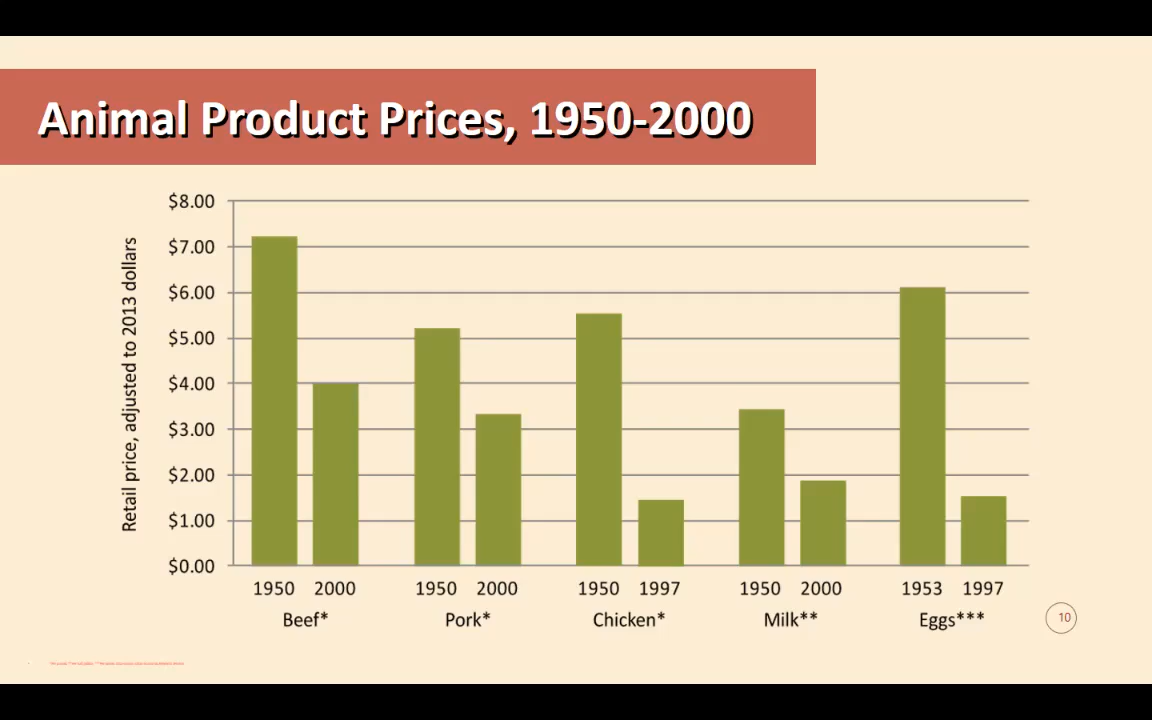 Animal Product Prices, 1950-2000
Retail price, adjusted to 2013 dollars
$8.00
$7.00
$6.00
$5.00
$4.00
$3.00
$2.00
$1.00
$0.00
1950 2000 1950 2000 1950 1997 1950 2000 1953 1997
Beef* Pork* Chicken* Milk** Eggs***
10